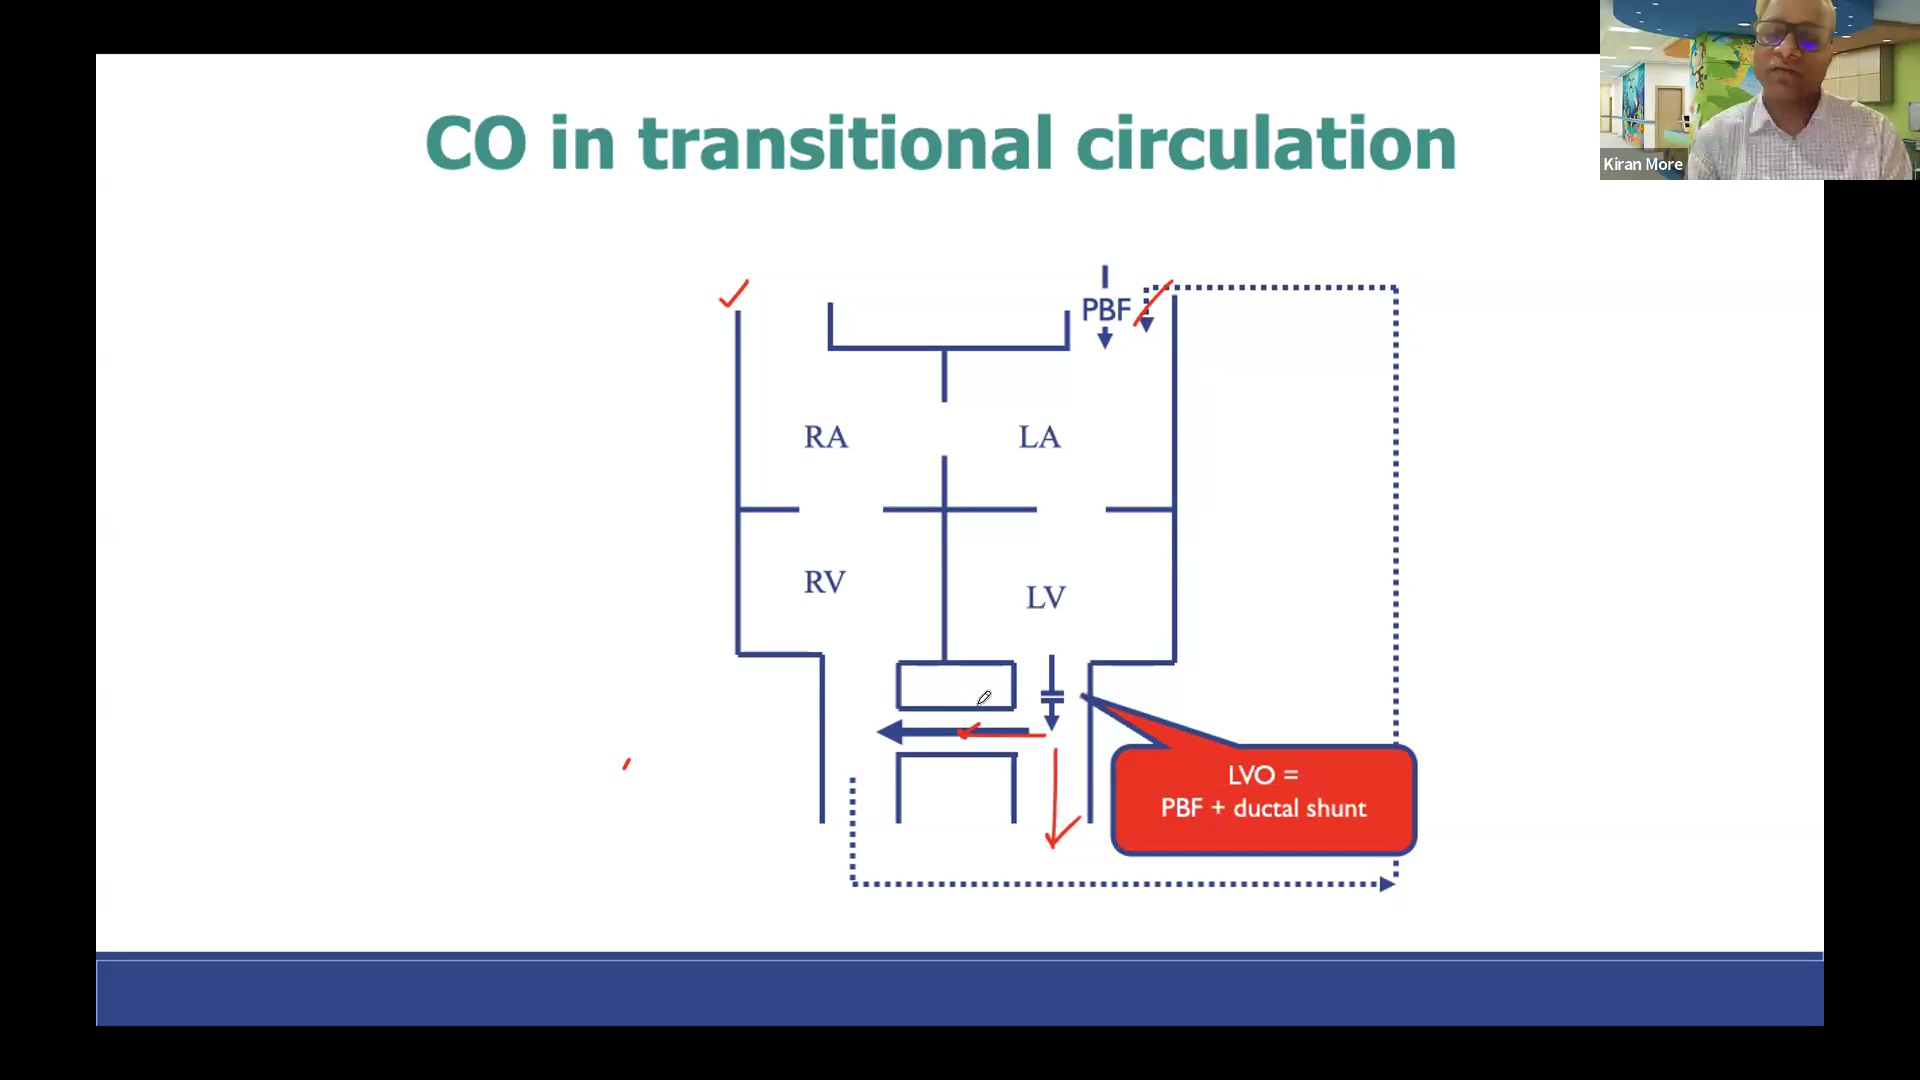 Kiran More
CO in transitional circulation
PBF
RA
LA
RV
LV
LVO =
PBF + ductal shunt